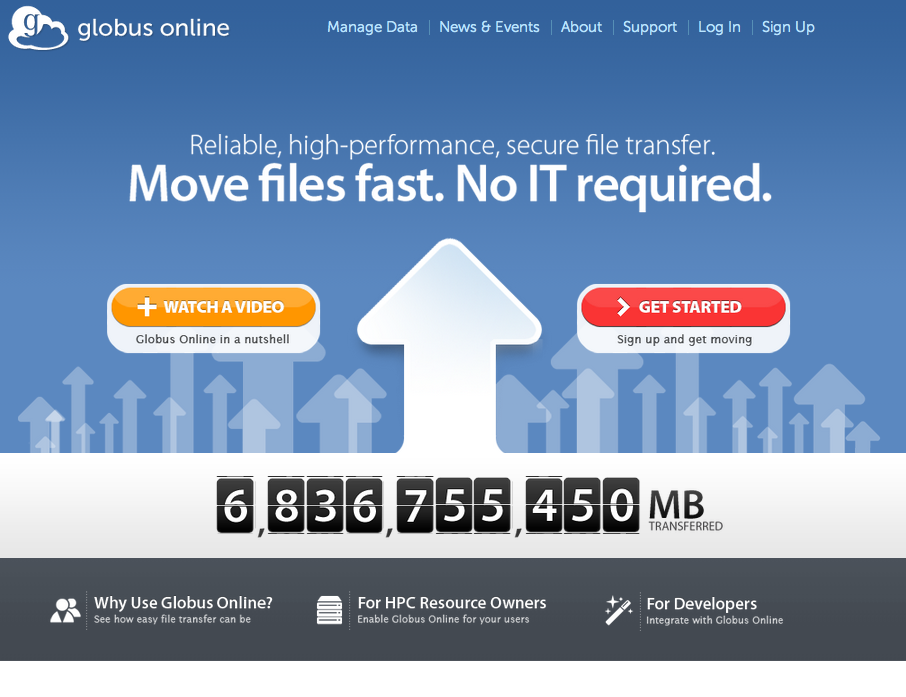 g globus online
Manage Data | News & Events | About | Support | Log In | Sign Up
Reliable, high-performance, secure file transfer.
Move files fast. No IT required.
WATCH A VIDEO
Globus Online in a nutshell
GET STARTED
Sign up and get moving
6,836,755,450 MB
TRANSFERRED
Why Use Globus Online?
See how easy file transfer can be
For HPC Resource Owners
Enable Globus Online for your users
For Developers
Integrate with Globus Online